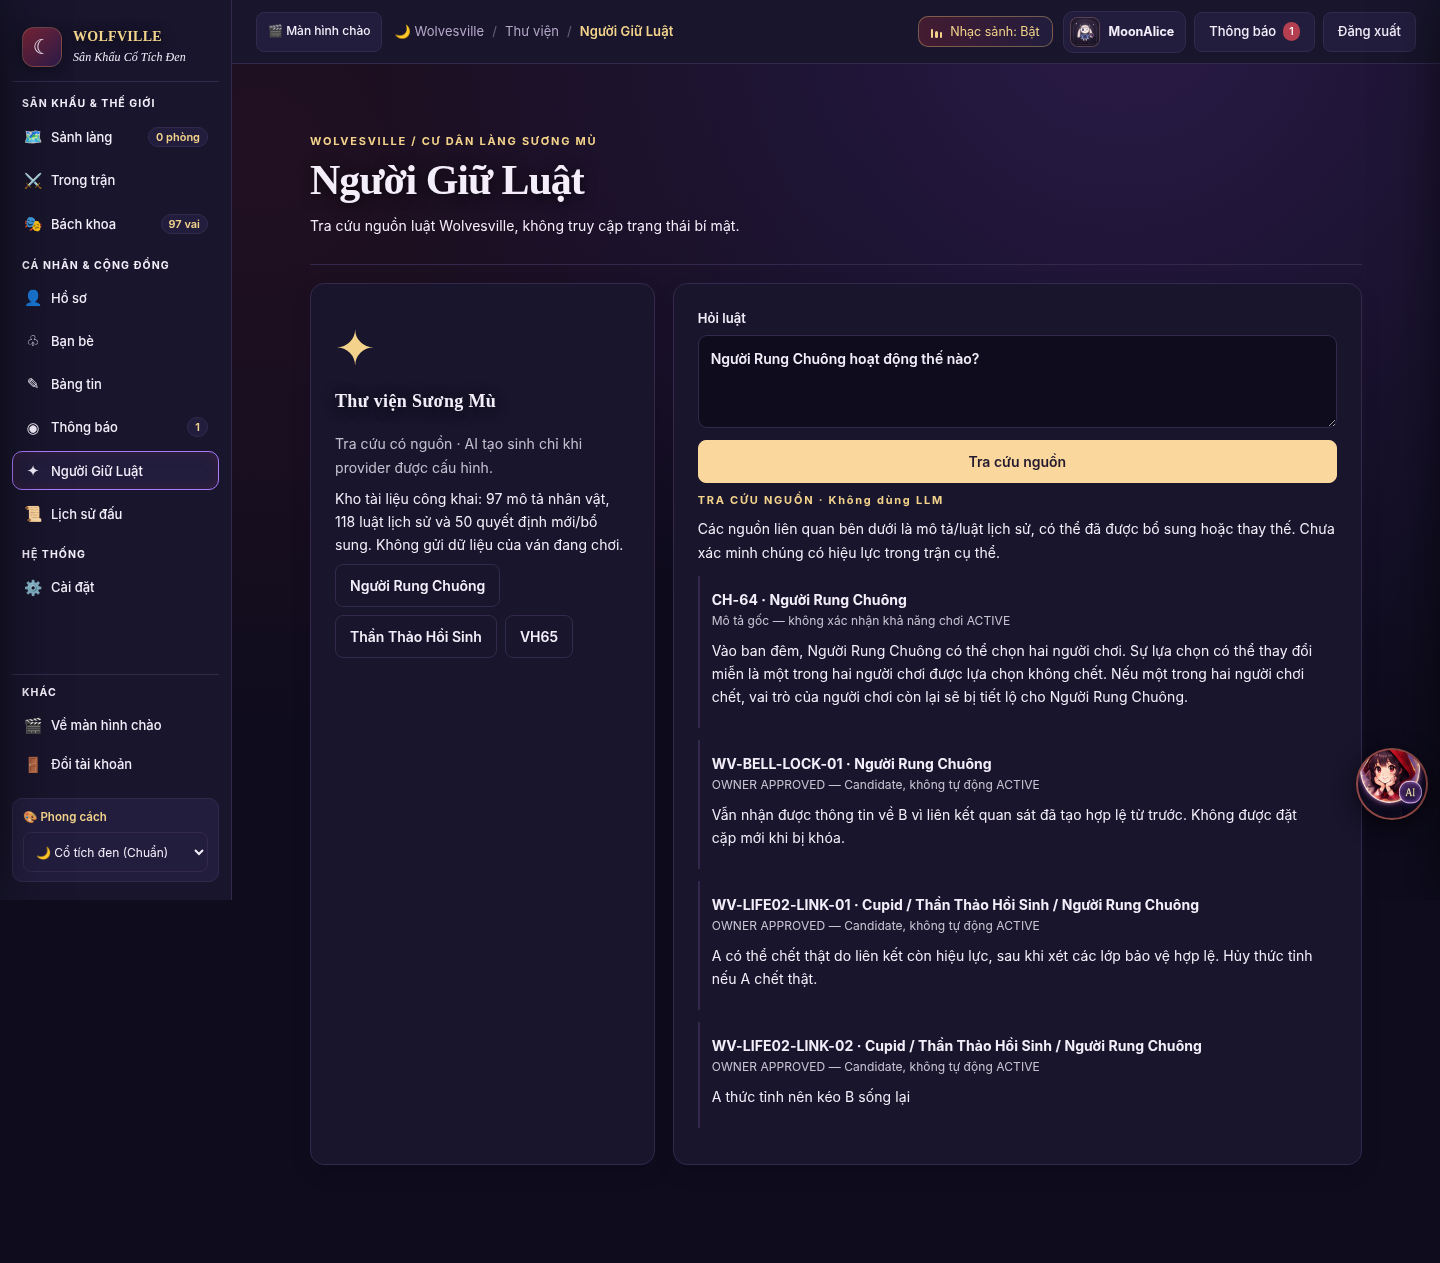 WOLFVILLE
Sân Khấu Cổ Tích Đen
SÂN KHẤU & THẾ GIỚI
Sảnh làng
0 phòng
Trong trận
Bách khoa
97 vai
CÁ NHÂN & CỘNG ĐỒNG
Hồ sơ
Bạn bè
Bảng tin
Thông báo
1
Người Giữ Luật
Lịch sử đấu
HỆ THỐNG
Cài đặt
KHÁC
Về màn hình chào
Đổi tài khoản
Phong cách
Cổ tích đen (Chuẩn)
Màn hình chào
Wolvesville / Thư viện / Người Giữ Luật
Nhạc sảnh: Bật
MoonAlice
Thông báo 1
Đăng xuất
WOLVESVILLE / CƯ DÂN LÀNG SƯƠNG MÙ
Người Giữ Luật
Tra cứu nguồn luật Wolvesville, không truy cập trạng thái bí mật.
Thư viện Sương Mù
Tra cứu có nguồn · AI tạo sinh chỉ khi
provider được cấu hình.
Kho tài liệu công khai: 97 mô tả nhân vật,
118 luật lịch sử và 50 quyết định mới/bổ
sung. Không gửi dữ liệu của ván đang chơi.
Người Rung Chuông
Thần Thảo Hồi Sinh
VH65
Hỏi luật
Người Rung Chuông hoạt động thế nào?
Tra cứu nguồn
TRA CỨU NGUỒN · Không dùng LLM
Các nguồn liên quan bên dưới là mô tả/luật lịch sử, có thể đã được bổ sung hoặc thay thế. Chưa
xác minh chúng có hiệu lực trong trận cụ thể.
CH-64 · Người Rung Chuông
Mô tả gốc — không xác nhận khả năng chơi ACTIVE
Vào ban đêm, Người Rung Chuông có thể chọn hai người chơi. Sự lựa chọn có thể thay đổi
miễn là một trong hai người chơi được lựa chọn không chết. Nếu một trong hai người chơi
chết, vai trò của người chơi còn lại sẽ bị tiết lộ cho Người Rung Chuông.
WV-BELL-LOCK-01 · Người Rung Chuông
OWNER APPROVED — Candidate, không tự động ACTIVE
Vẫn nhận được thông tin về B vì liên kết quan sát đã tạo hợp lệ từ trước. Không được đặt
cặp mới khi bị khóa.
WV-LIFE02-LINK-01 · Cupid / Thần Thảo Hồi Sinh / Người Rung Chuông
OWNER APPROVED — Candidate, không tự động ACTIVE
A có thể chết thật do liên kết còn hiệu lực, sau khi xét các lớp bảo vệ hợp lệ. Hủy thức tỉnh
nếu A chết thật.
WV-LIFE02-LINK-02 · Cupid / Thần Thảo Hồi Sinh / Người Rung Chuông
OWNER APPROVED — Candidate, không tự động ACTIVE
A thức tỉnh nên kéo B sống lại
AI